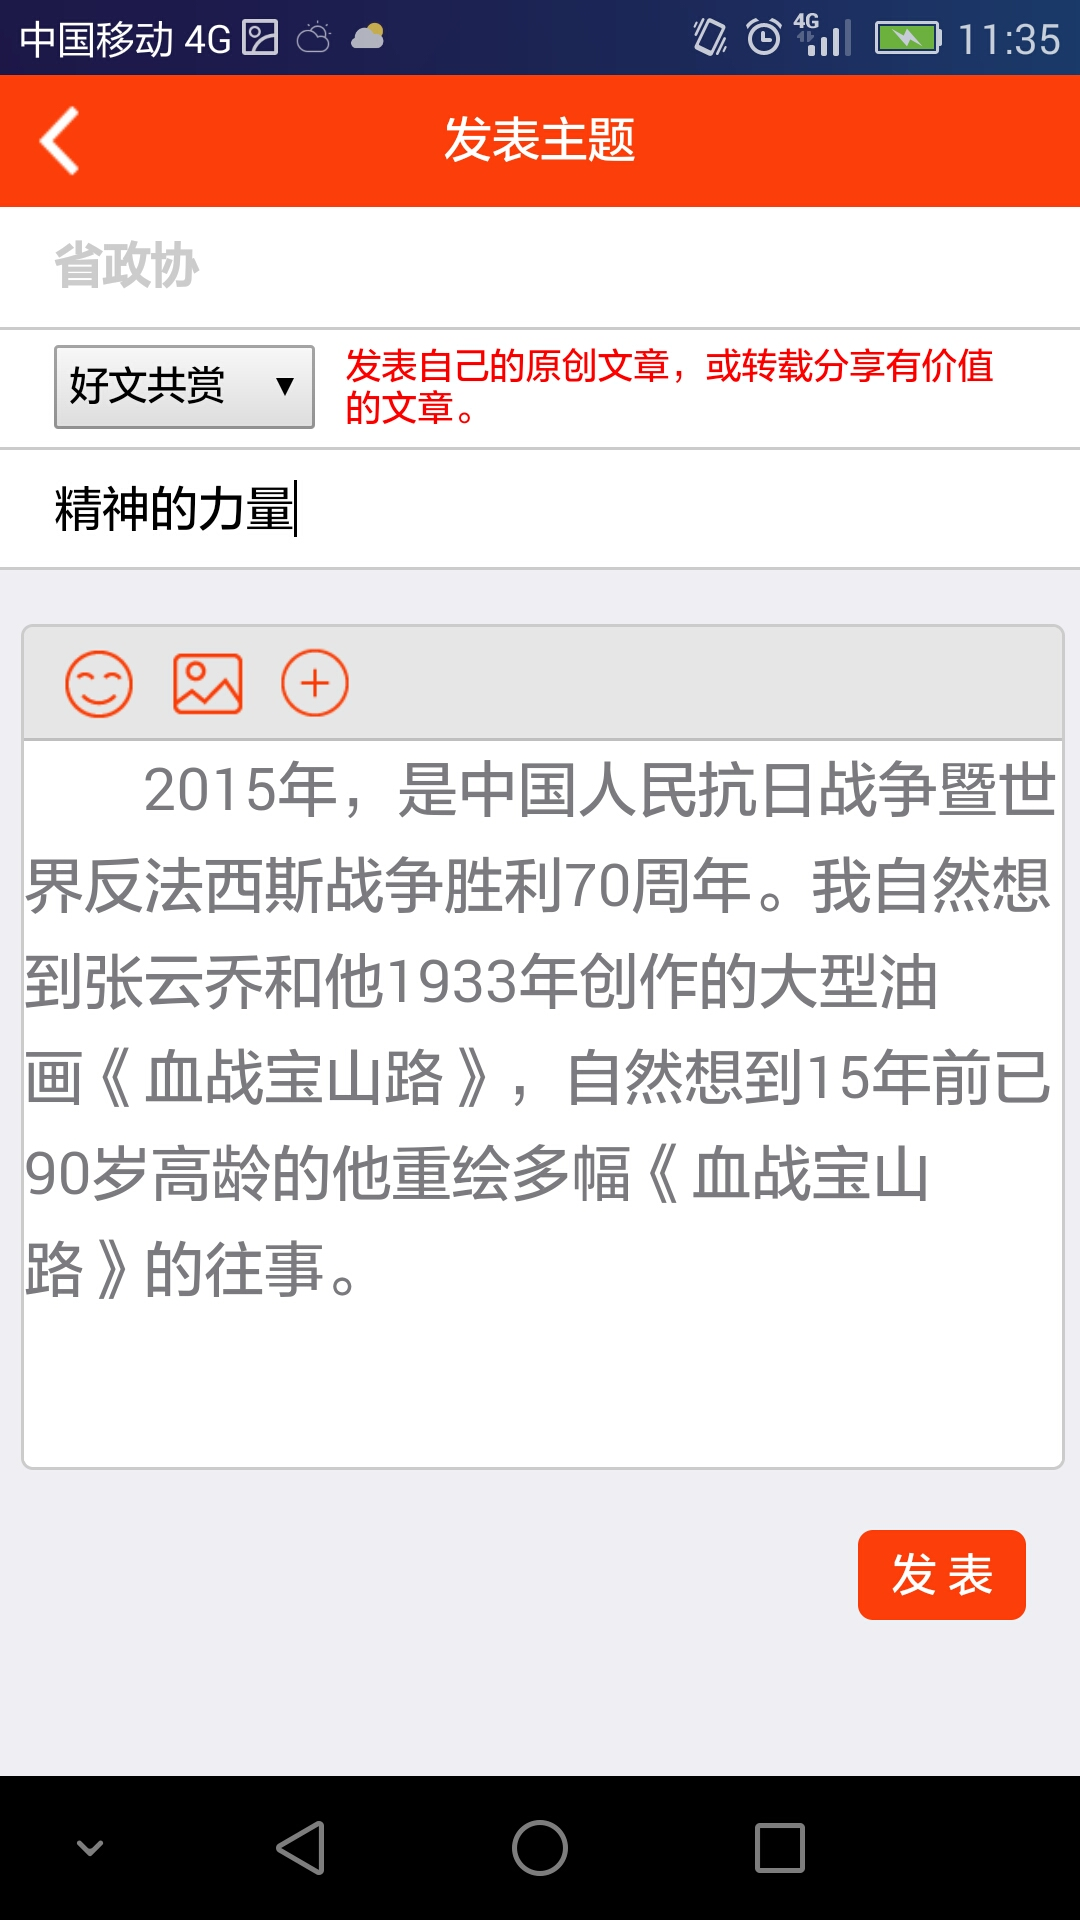 中国移动 4G 4G 11:35
发表主题
省政协
好文共赏 ▼
发表自己的原创文章，或转载分享有价值
的文章。
精神的力量
2015年，是中国人民抗日战争暨世
界反法西斯战争胜利70周年。我自然想
到张云乔和他1933年创作的大型油
画《血战宝山路》，自然想到15年前已
90岁高龄的他重绘多幅《血战宝山
路》的往事。
发 表